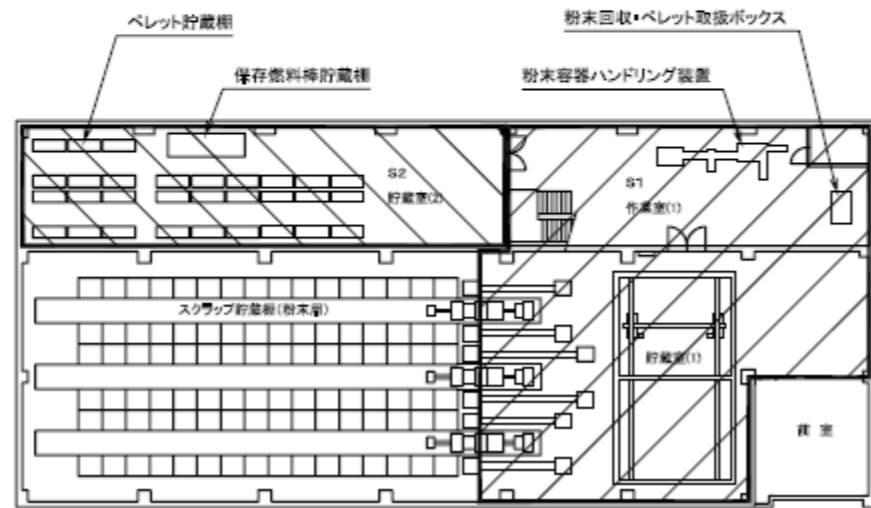 ペレット貯蔵棚
粉末回収・ペレット取扱ボックス
保存燃料棒貯蔵棚
粉末容器ハンドリング装置
S2
貯蔵室(2)
S1
作業室(1)
スクラップ貯蔵棚(粉末用)
貯蔵室(1)
前 室